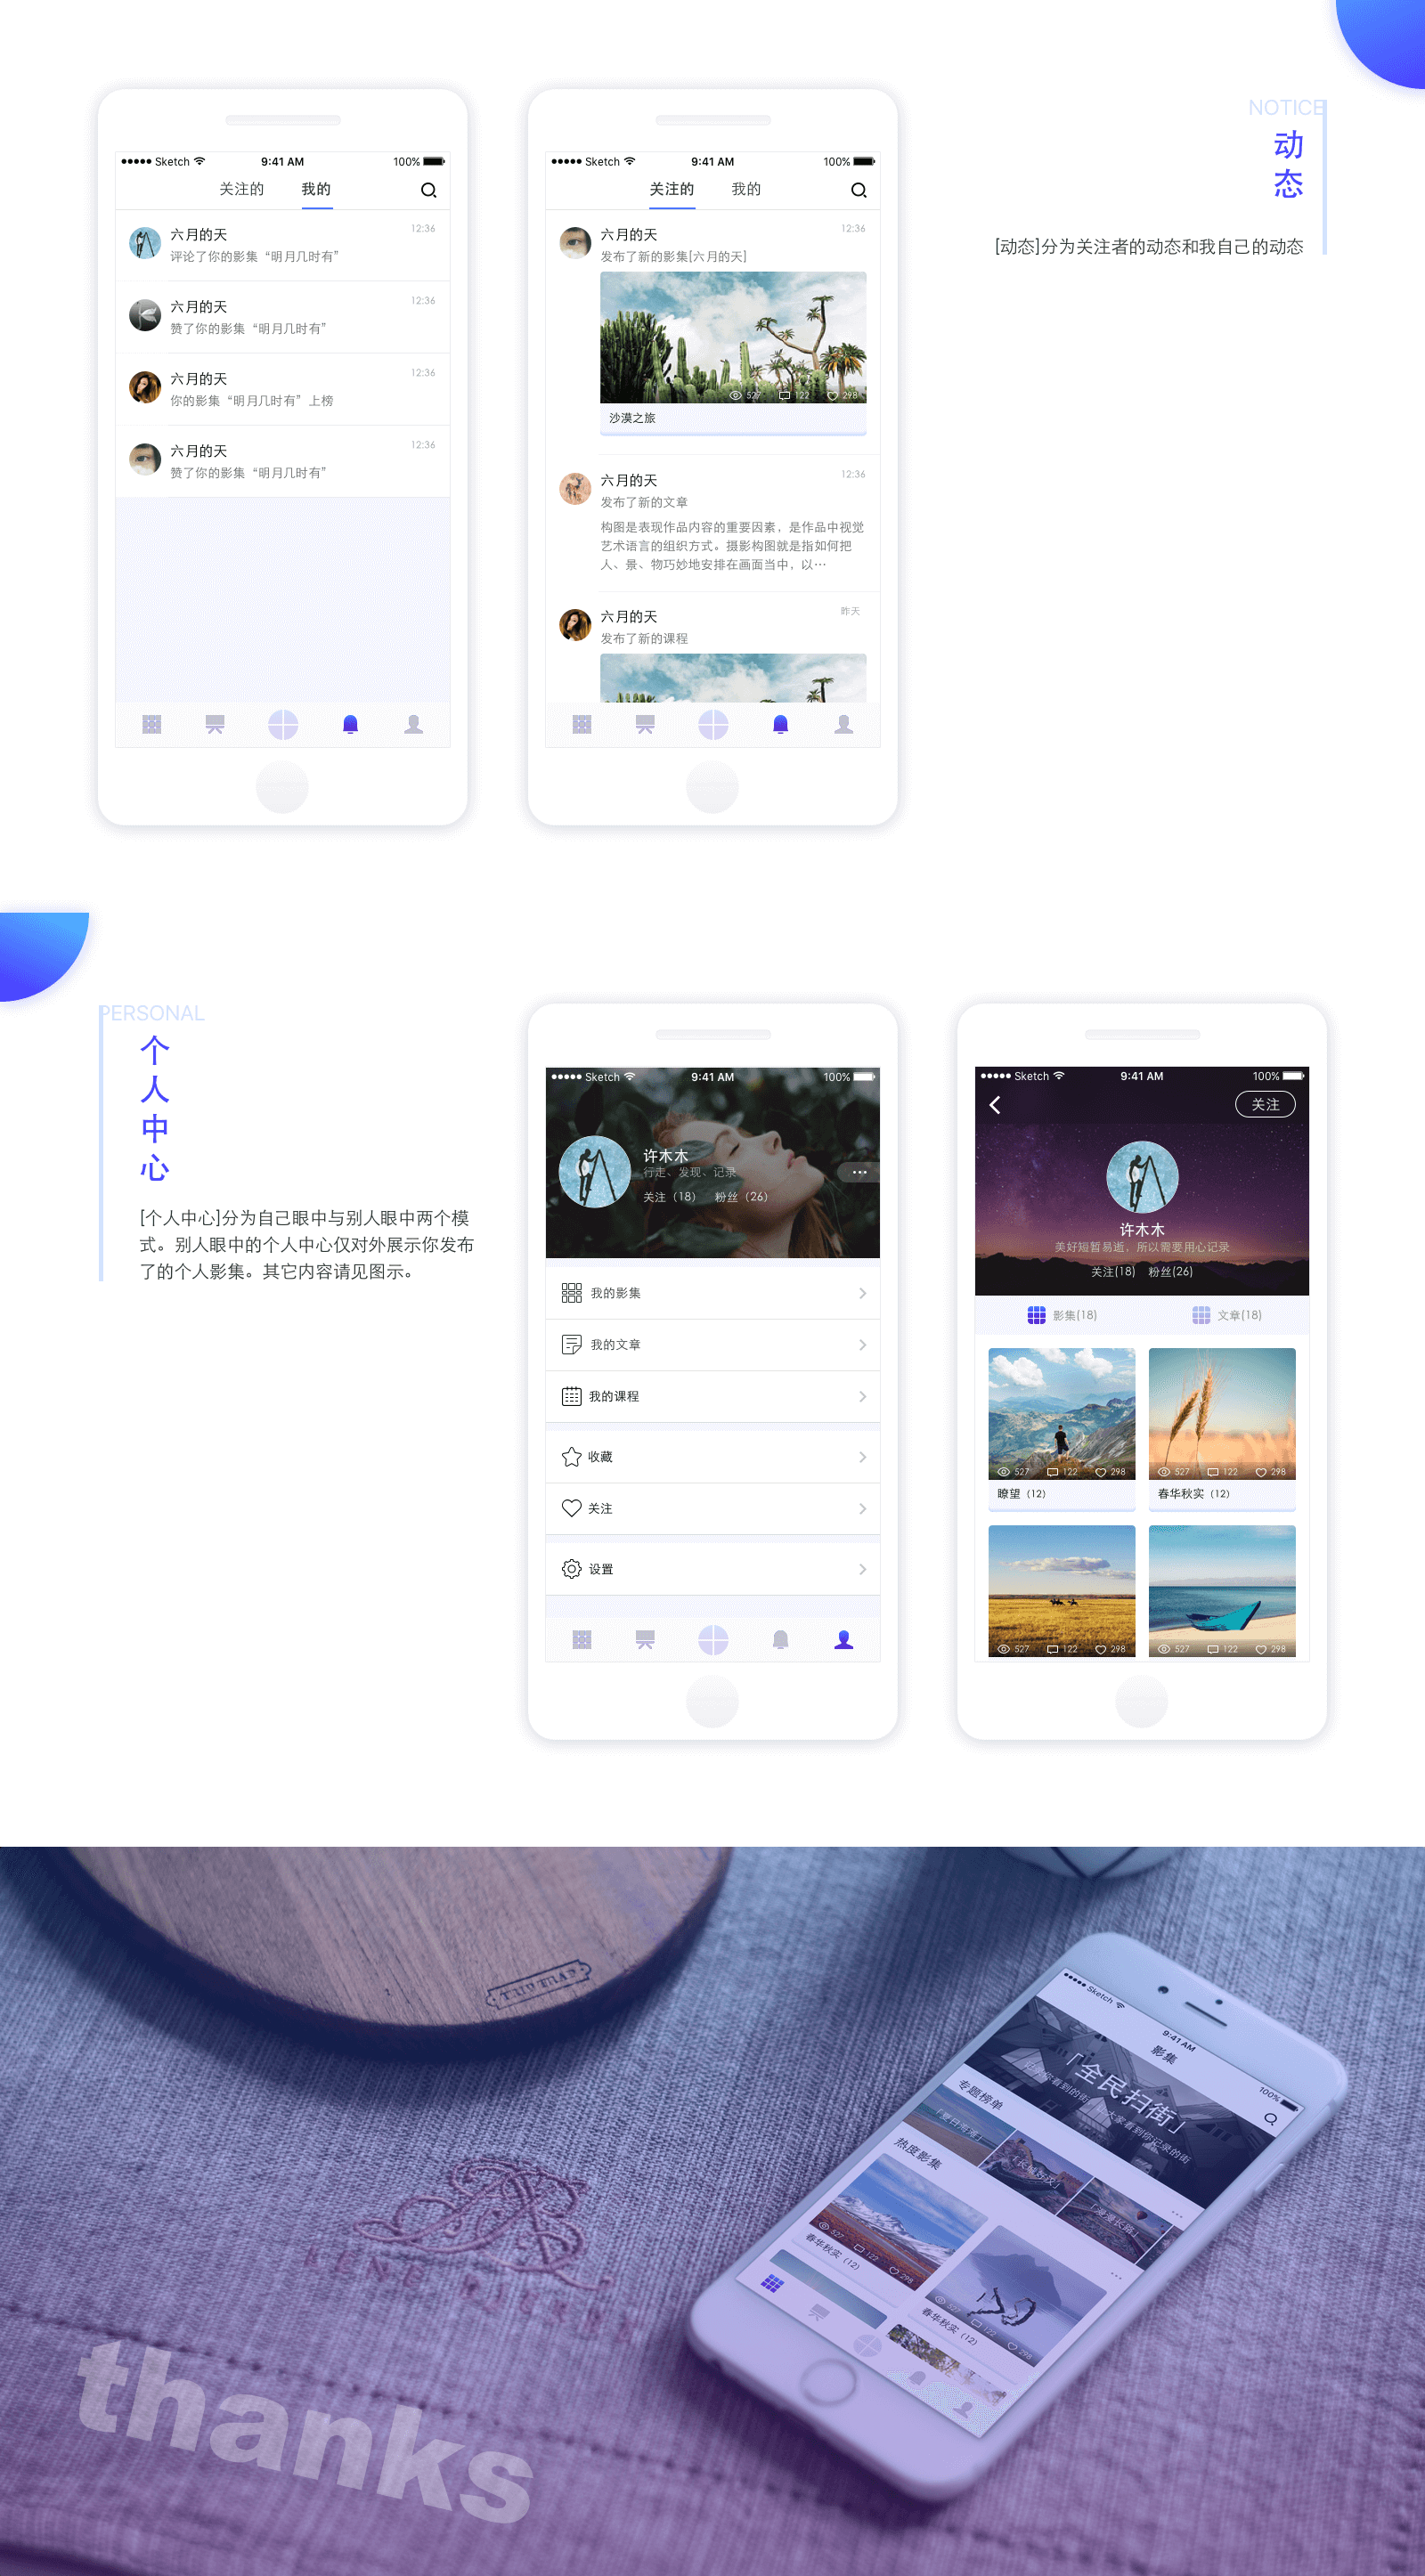 Sketch 9:41 AM 100%
关注的 我的
六月的天 12:36
评论了你的影集“明月几时有”
六月的天 12:36
赞了你的影集“明月几时有”
六月的天 12:36
你的影集“明月几时有”上榜
六月的天 12:36
赞了你的影集“明月几时有”
Sketch 9:41 AM 100%
关注的 我的
六月的天 12:36
发布了新的影集[六月的天]
527 122 298
沙漠之旅
六月的天 12:36
发布了新的文章
构图是表现作品内容的重要因素，是作品中视觉
艺术语言的组织方式。摄影构图就是指如何把
人、景、物巧妙地安排在画面当中，以…
六月的天 昨天
发布了新的课程
NOTICE
动
态
[动态]分为关注者的动态和我自己的动态
PERSONAL
个
人
中
心
[个人中心]分为自己眼中与别人眼中两个模
式。别人眼中的个人中心仅对外展示你发布
了的个人影集。其它内容请见图示。
Sketch 9:41 AM 100%
许木木
行走、发现、记录
关注（18） 粉丝（26）
我的影集
我的文章
我的课程
收藏
关注
设置
Sketch 9:41 AM 100%
关注
许木木
美好短暂易逝，所以需要用心记录
关注(18) 粉丝(26)
影集(18) 文章(18)
527 122 298 527 122 298
瞭望（12） 春华秋实（12）
527 122 298 527 122 298
Sketch 9:41 AM 100%
影集
「全民扫街」
专题榜单
「夏日海滩」
热度影集
527 122 298
春华秋实（12）
527 122 298
春华秋实（12）
thanks